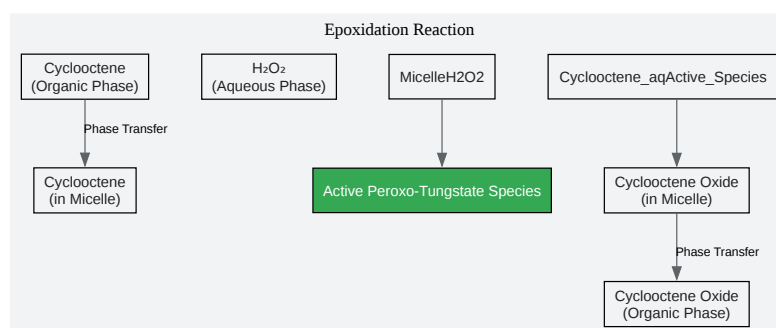 Epoxidation Reaction
Cyclooctene
(Organic Phase)
H₂O₂
(Aqueous Phase)
MicelleH2O2
Cyclooctene_aqActive_Species
Phase Transfer
Cyclooctene
(in Micelle)
Active Peroxo-Tungstate Species
Cyclooctene Oxide
(in Micelle)
Phase Transfer
Cyclooctene Oxide
(Organic Phase)